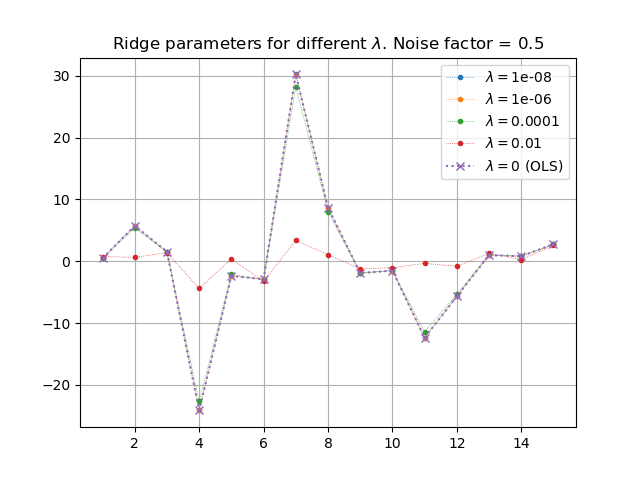 Ridge parameters for different λ. Noise factor = 0.5
λ = 1e-08
λ = 1e-06
λ = 0.0001
λ = 0.01
λ = 0 (OLS)
30
20
10
0
−10
−20
2 4 6 8 10 12 14